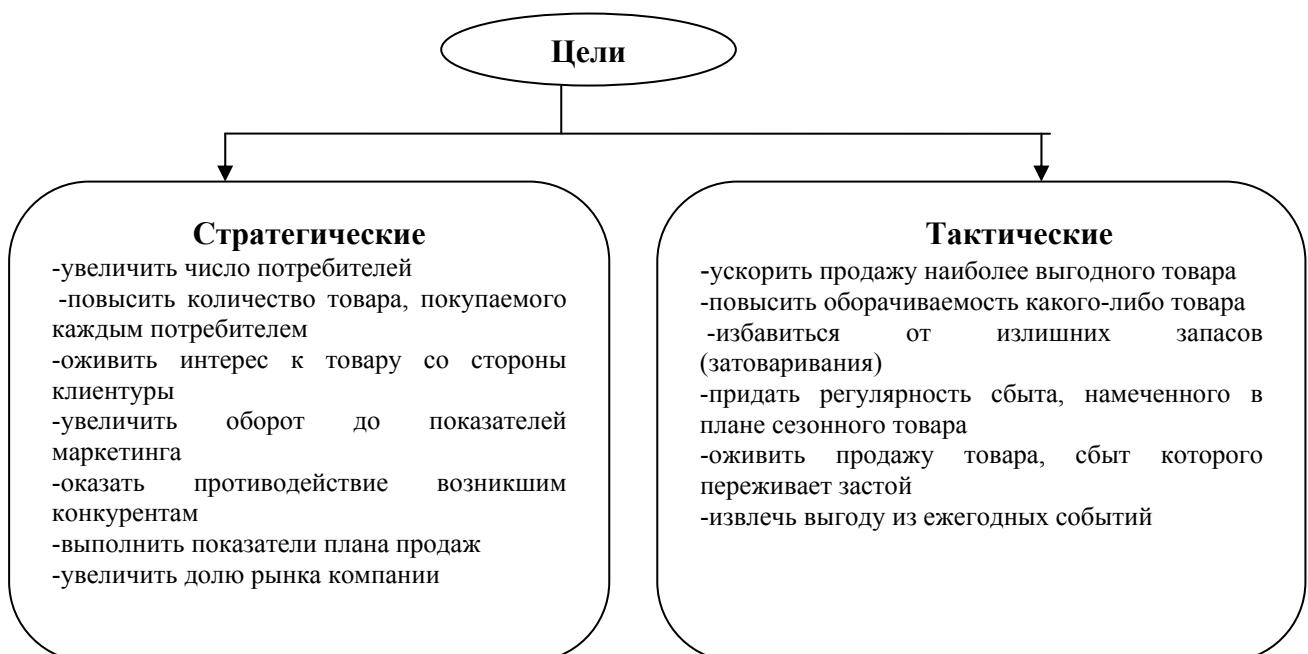 Цели
Стратегические
-увеличить число потребителей
-повысить количество товара, покупаемого
каждым потребителем
-оживить интерес к товару со стороны
клиентуры
-увеличить оборот до показателей
маркетинга
-оказать противодействие возникшим
конкурентам
-выполнить показатели плана продаж
-увеличить долю рынка компании
Тактические
-ускорить продажу наиболее выгодного товара
-повысить оборачиваемость какого-либо товара
-избавиться от излишних запасов
(затоваривания)
-придать регулярность сбыта, намеченного в
плане сезонного товара
-оживить продажу товара, сбыт которого
переживает застой
-извлечь выгоду из ежегодных событий